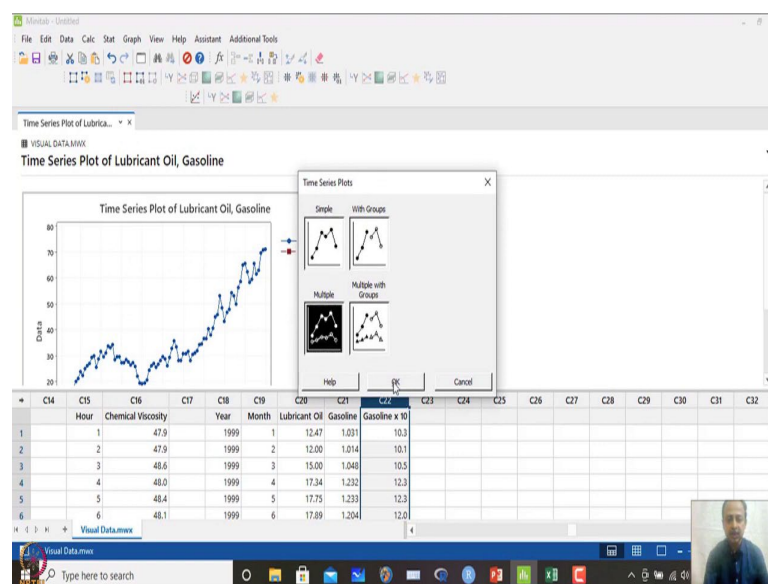 Minitab - Untitled
File Edit Data Calc Stat Graph View Help Assistant Additional Tools
Time Series Plot of Lubrica...
VISUAL DATA.MWX
Time Series Plot of Lubricant Oil, Gasoline
Time Series Plot of Lubricant Oil, Gasoline
80
70
60
50
40
30
20
Data
Time Series Plots
Simple With Groups
Multiple Multiple with Groups
Help OK Cancel
C14 C15 C16 C17 C18 C19 C20 C21 C22 C23 C24 C25 C26 C27 C28 C29 C30 C31 C32
Hour Chemical Viscosity Year Month Lubricant Oil Gasoline Gasoline x 10
1 1 47.9 1999 1 12.47 1.031 10.3
2 2 47.9 1999 2 12.00 1.014 10.1
3 3 48.6 1999 3 15.00 1.048 10.5
4 4 48.0 1999 4 17.34 1.232 12.3
5 5 48.4 1999 5 17.75 1.233 12.3
6 6 48.1 1999 6 17.89 1.204 12.0
Visual Data.mwx
Visual Data.mwx
Type here to search